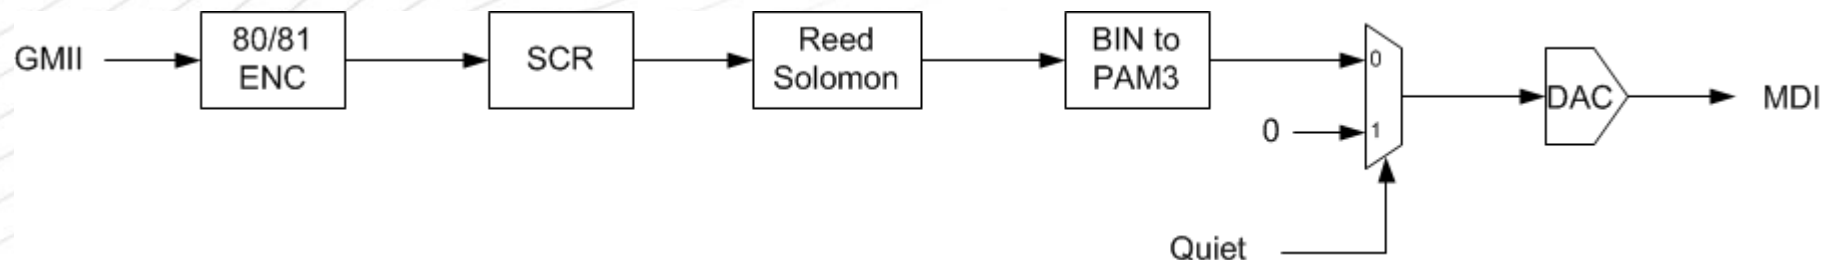 GMII
80/81
ENC
SCR
Reed
Solomon
BIN to
PAM3
0
0
1
DAC
MDI
Quiet